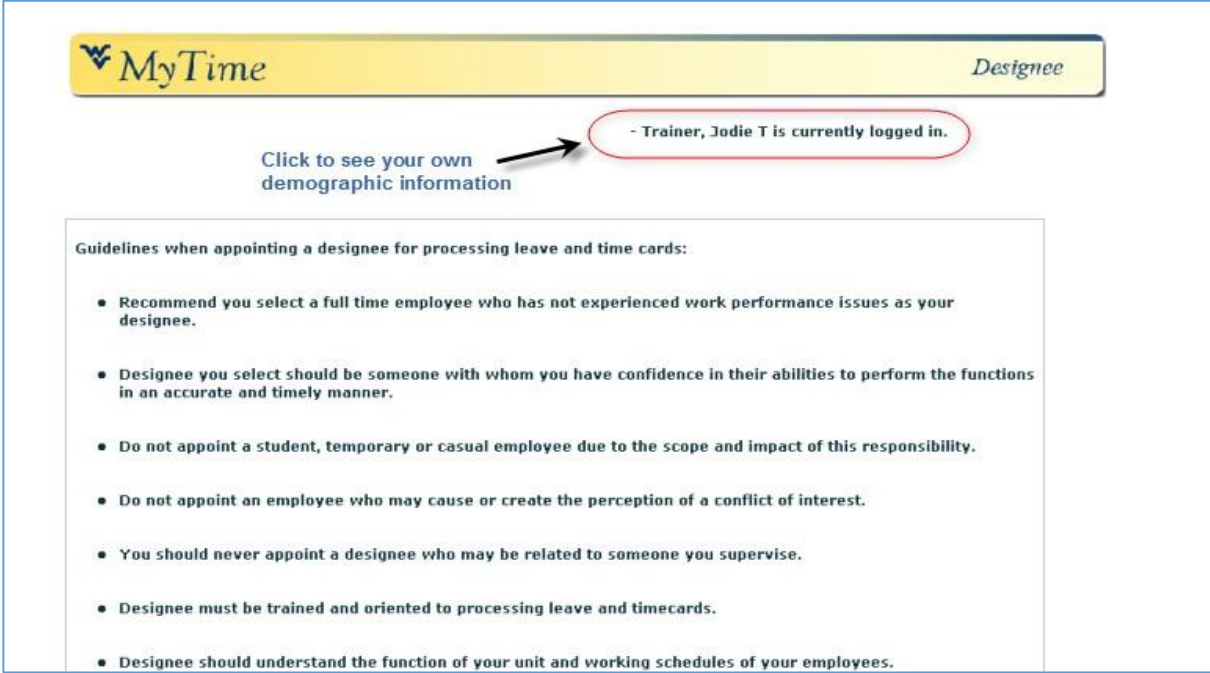 MyTime
Designee
- Trainer, Jodie T is currently logged in.
Click to see your own
demographic information
Guidelines when appointing a designee for processing leave and time cards:
• Recommend you select a full time employee who has not experienced work performance issues as your
designee.
• Designee you select should be someone with whom you have confidence in their abilities to perform the functions
in an accurate and timely manner.
• Do not appoint a student, temporary or casual employee due to the scope and impact of this responsibility.
• Do not appoint an employee who may cause or create the perception of a conflict of interest.
• You should never appoint a designee who may be related to someone you supervise.
• Designee must be trained and oriented to processing leave and timecards.
• Designee should understand the function of your unit and working schedules of your employees.